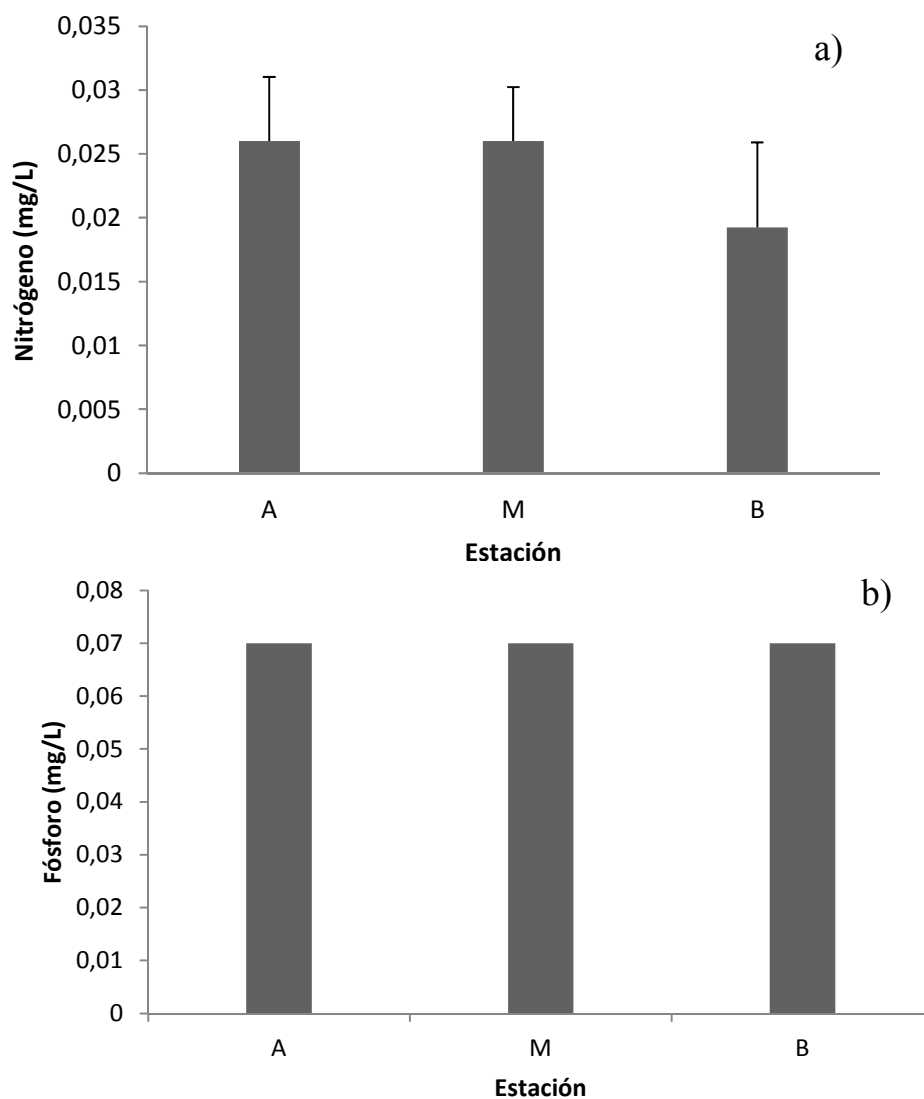 a)
0,035
0,03
0,025
0,02
0,015
0,01
0,005
0
Nitrógeno (mg/L)
A M B
Estación
b)
0,08
0,07
0,06
0,05
0,04
0,03
0,02
0,01
0
Fósforo (mg/L)
A M B
Estación